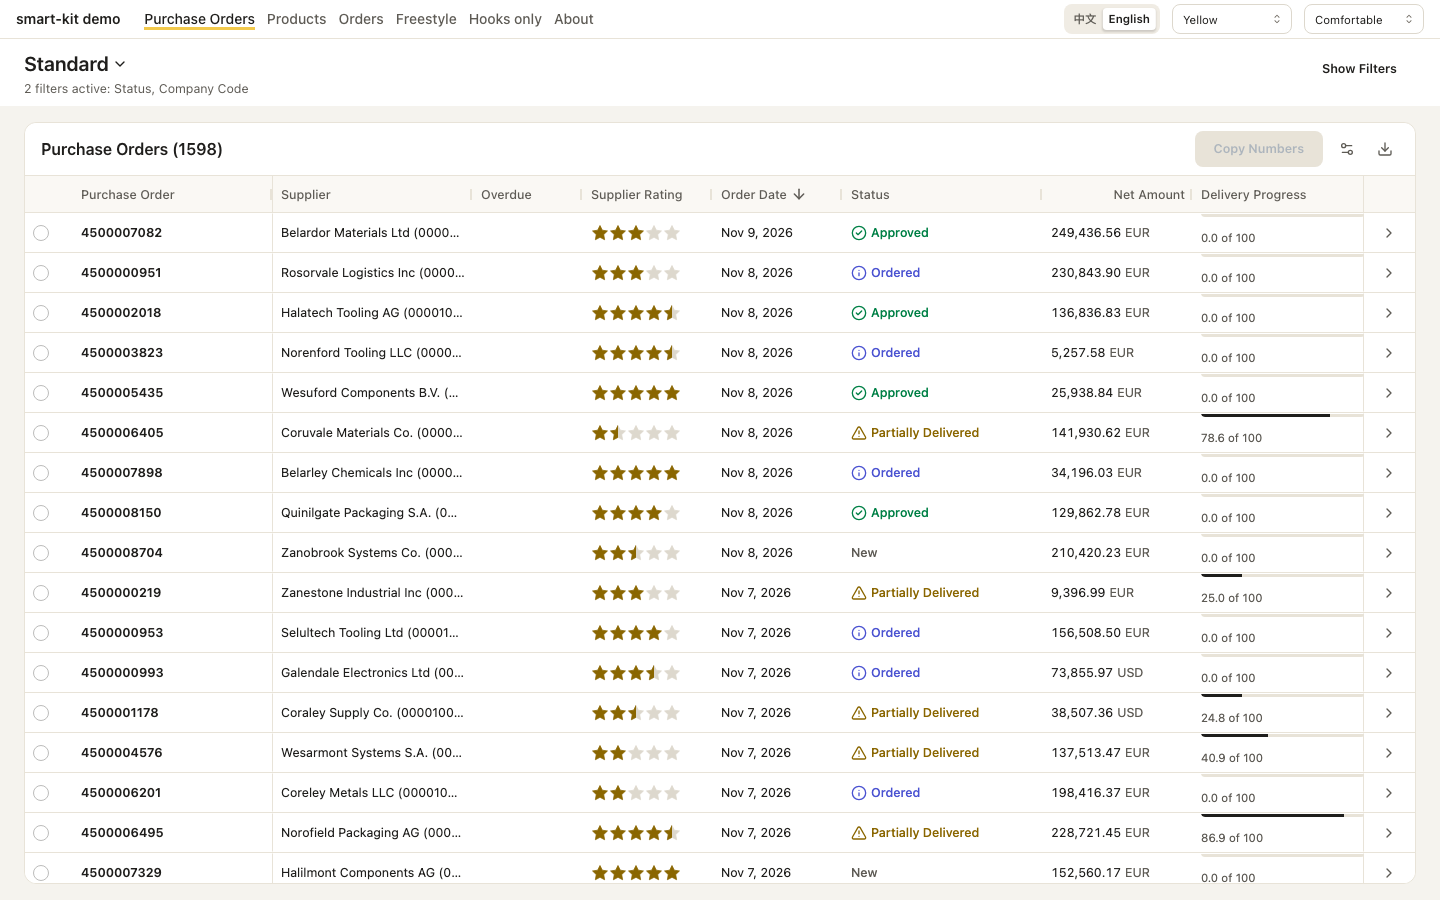 smart-kit demo Purchase Orders Products Orders Freestyle Hooks only About 中文 English Yellow Comfortable
Standard
2 filters active: Status, Company Code
Show Filters
Purchase Orders (1598)
Copy Numbers
Purchase Order Supplier Overdue Supplier Rating Order Date Status Net Amount Delivery Progress
4500007082 Belardor Materials Ltd (0000... Nov 9, 2026 Approved 249,436.56 EUR 0.0 of 100
4500000951 Rosorvale Logistics Inc (0000... Nov 8, 2026 Ordered 230,843.90 EUR 0.0 of 100
4500002018 Halatech Tooling AG (000010... Nov 8, 2026 Approved 136,836.83 EUR 0.0 of 100
4500003823 Norenford Tooling LLC (0000... Nov 8, 2026 Ordered 5,257.58 EUR 0.0 of 100
4500005435 Wesuford Components B.V. (... Nov 8, 2026 Approved 25,938.84 EUR 0.0 of 100
4500006405 Coruvale Materials Co. (0000... Nov 8, 2026 Partially Delivered 141,930.62 EUR 78.6 of 100
4500007898 Belarley Chemicals Inc (0000... Nov 8, 2026 Ordered 34,196.03 EUR 0.0 of 100
4500008150 Quinilgate Packaging S.A. (0... Nov 8, 2026 Approved 129,862.78 EUR 0.0 of 100
4500008704 Zanobrook Systems Co. (000... Nov 8, 2026 New 210,420.23 EUR 0.0 of 100
4500000219 Zanestone Industrial Inc (000... Nov 7, 2026 Partially Delivered 9,396.99 EUR 25.0 of 100
4500000953 Selultech Tooling Ltd (00001... Nov 7, 2026 Ordered 156,508.50 EUR 0.0 of 100
4500000993 Galendale Electronics Ltd (00... Nov 7, 2026 Ordered 73,855.97 USD 0.0 of 100
4500001178 Coraley Supply Co. (0000100... Nov 7, 2026 Partially Delivered 38,507.36 USD 24.8 of 100
4500004576 Wesarmont Systems S.A. (00... Nov 7, 2026 Partially Delivered 137,513.47 EUR 40.9 of 100
4500006201 Coreley Metals LLC (000010... Nov 7, 2026 Ordered 198,416.37 EUR 0.0 of 100
4500006495 Norofield Packaging AG (000... Nov 7, 2026 Partially Delivered 228,721.45 EUR 86.9 of 100
4500007329 Halilmont Components AG (0... Nov 7, 2026 New 152,560.17 EUR 0.0 of 100